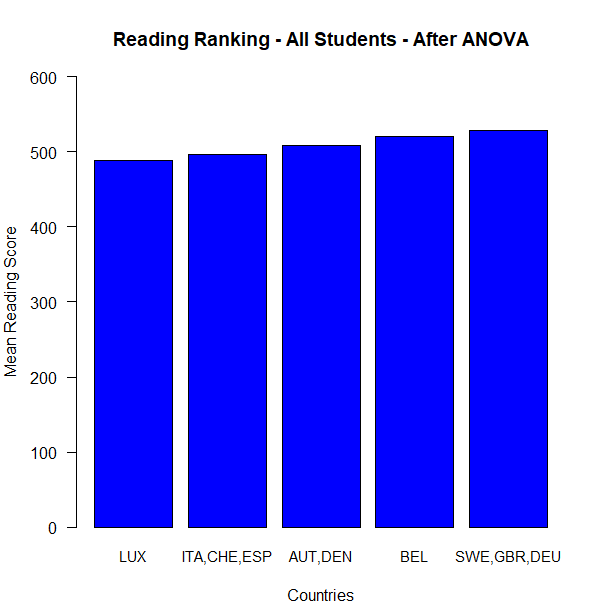 Reading Ranking - All Students - After ANOVA
600
500
400
300
200
100
0
Mean Reading Score
LUX
ITA,CHE,ESP
AUT,DEN
BEL
SWE,GBR,DEU
Countries